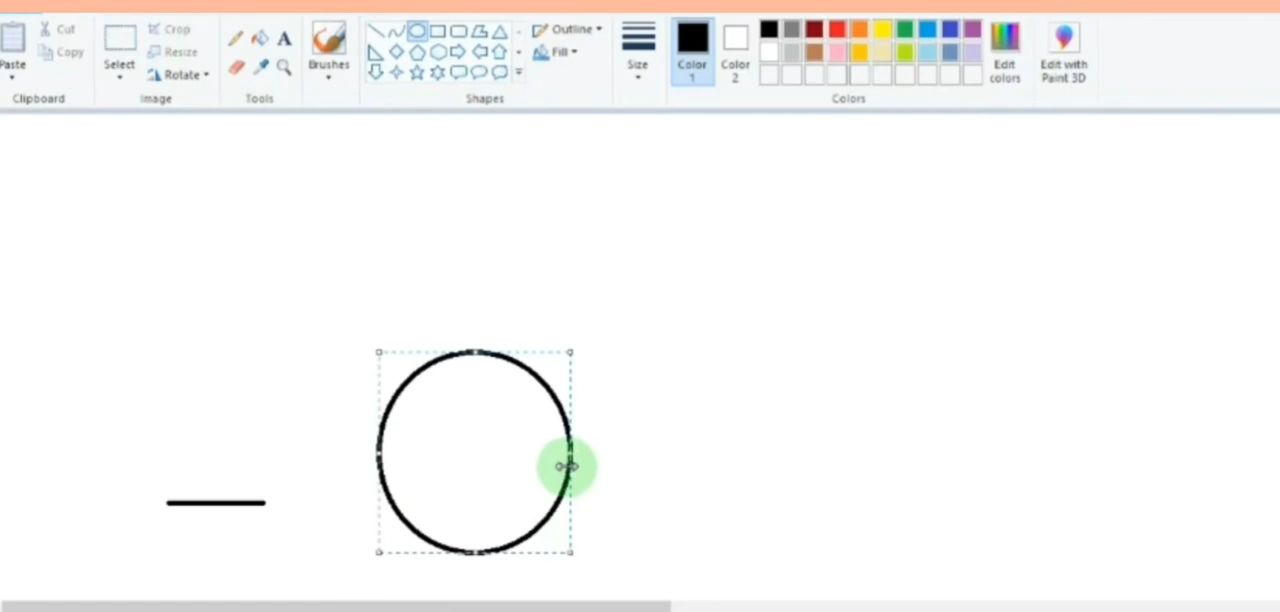 Paste
Cut
Copy
Clipboard
Select
Crop
Resize
Rotate
Image
A
Tools
Brushes
Outline
Fill
Shapes
Size
Color
1
Color
2
Edit
colors
Edit with
Paint 3D
Colors